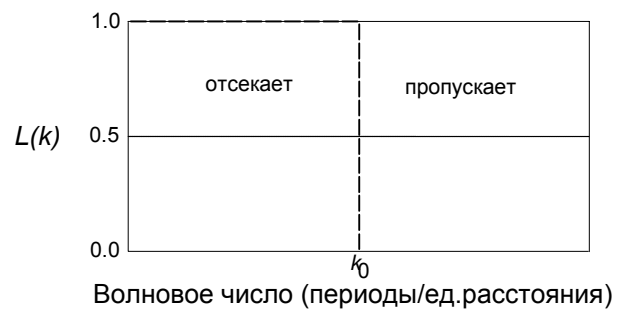 1.0
отсекает
пропускает
L(k)
0.5
0.0
k0
Волновое число (периоды/ед.расстояния)